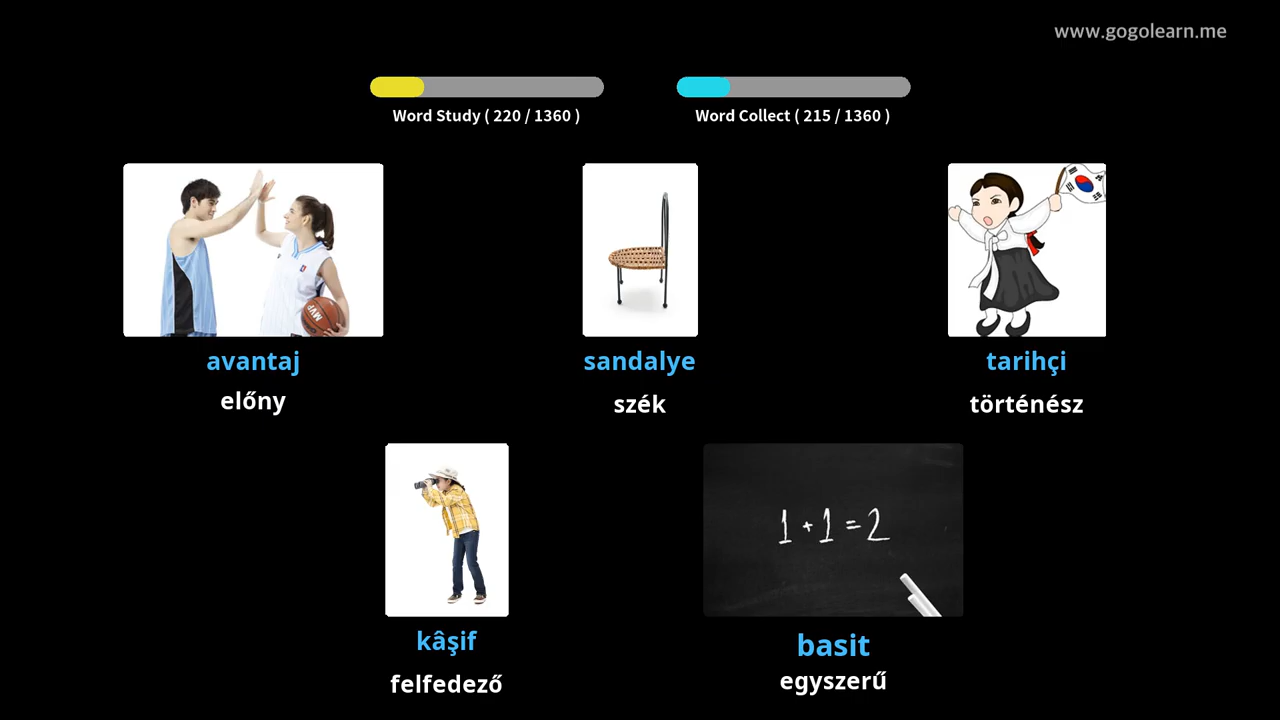 www.gogolearn.me
Word Study ( 220 / 1360 )
Word Collect ( 215 / 1360 )
avantaj
előny
sandalye
szék
tarihçi
történész
MVP
1 + 1 = 2
kâşif
felfedező
basit
egyszerű